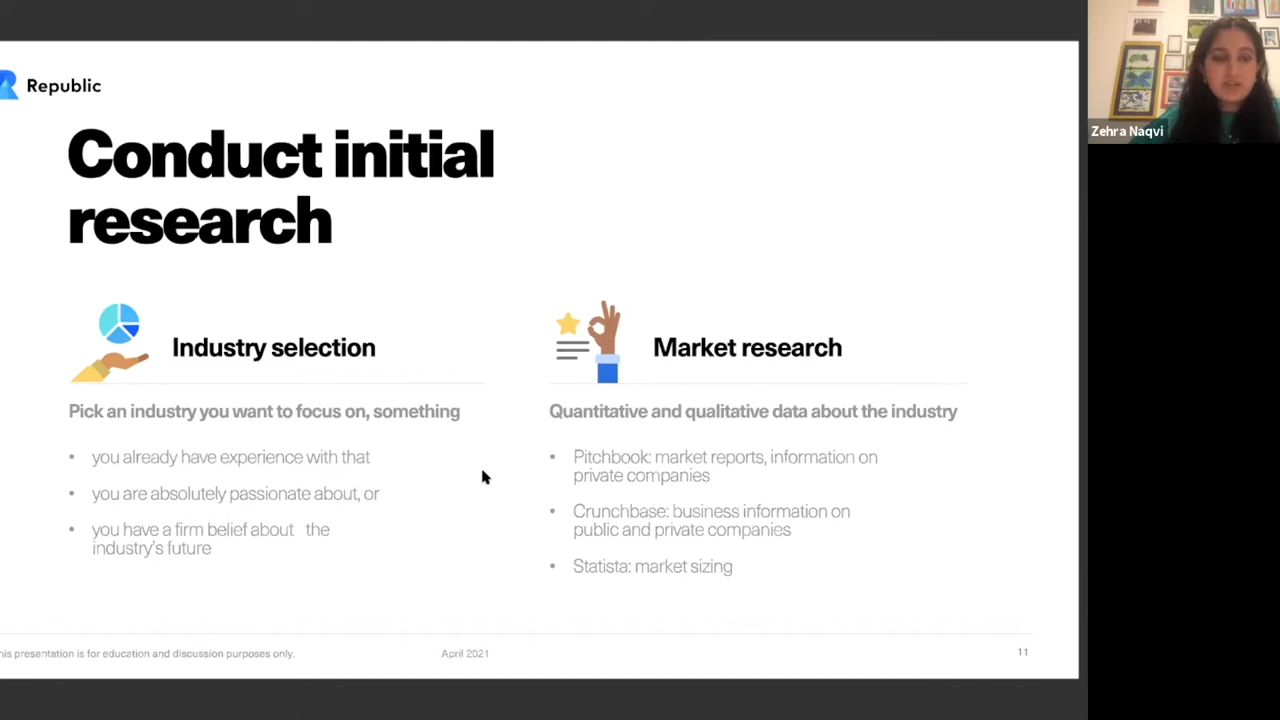 Republic
Conduct initial
research
Industry selection
Pick an industry you want to focus on, something
• you already have experience with that
• you are absolutely passionate about, or
• you have a firm belief about the
industry's future
Market research
Quantitative and qualitative data about the industry
• Pitchbook: market reports, information on
private companies
• Crunchbase: business information on
public and private companies
• Statista: market sizing
his presentation is for education and discussion purposes only.
April 2021
11
Zehra Naqvi